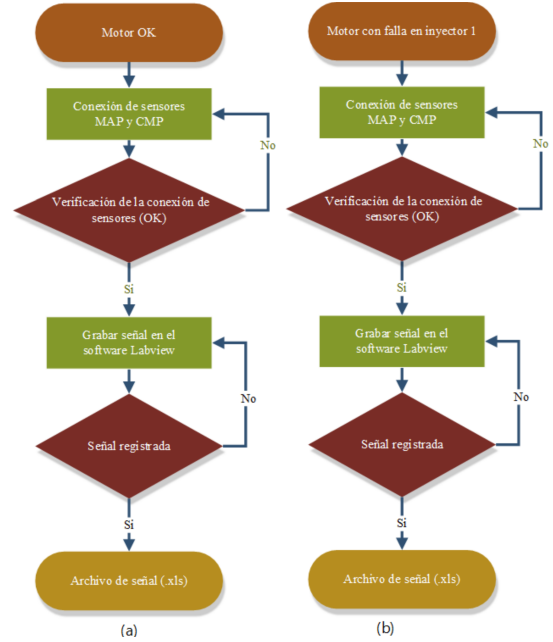 Motor OK
Conexión de sensores
MAP y CMP
No
Verificación de la conexión de
sensores (OK)
Si
Grabar señal en el
software Labview
No
Señal registrada
Si
Archivo de señal (.xls)
(a)
Motor con falla en inyector 1
Conexión de sensores
MAP y CMP
No
Verificación de la conexión de
sensores (OK)
Si
Grabar señal en el
software Labview
No
Señal registrada
Si
Archivo de señal (.xls)
(b)